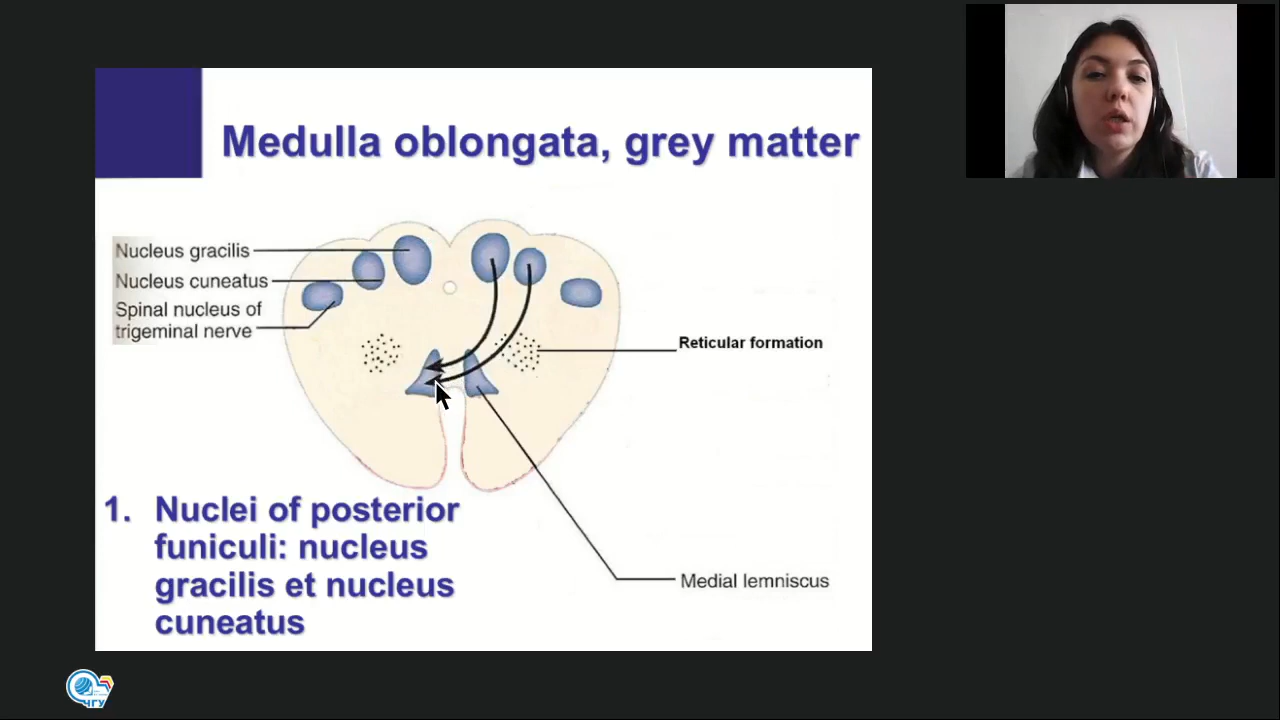 Medulla oblongata, grey matter
Nucleus gracilis
Nucleus cuneatus
Spinal nucleus of
trigeminal nerve
Reticular formation
Medial lemniscus
1. Nuclei of posterior
funiculi: nucleus
gracilis et nucleus
cuneatus
ЧГУ